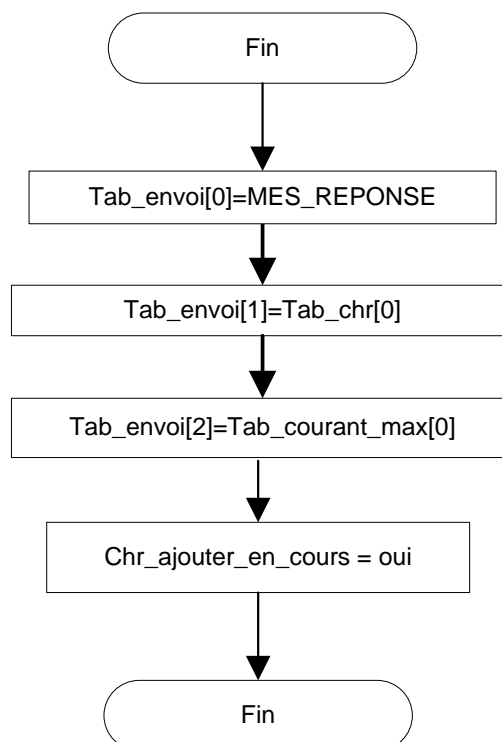 Fin
Tab_envoi[0]=MES_REPONSE
Tab_envoi[1]=Tab_chr[0]
Tab_envoi[2]=Tab_courant_max[0]
Chr_ajouter_en_cours = oui
Fin